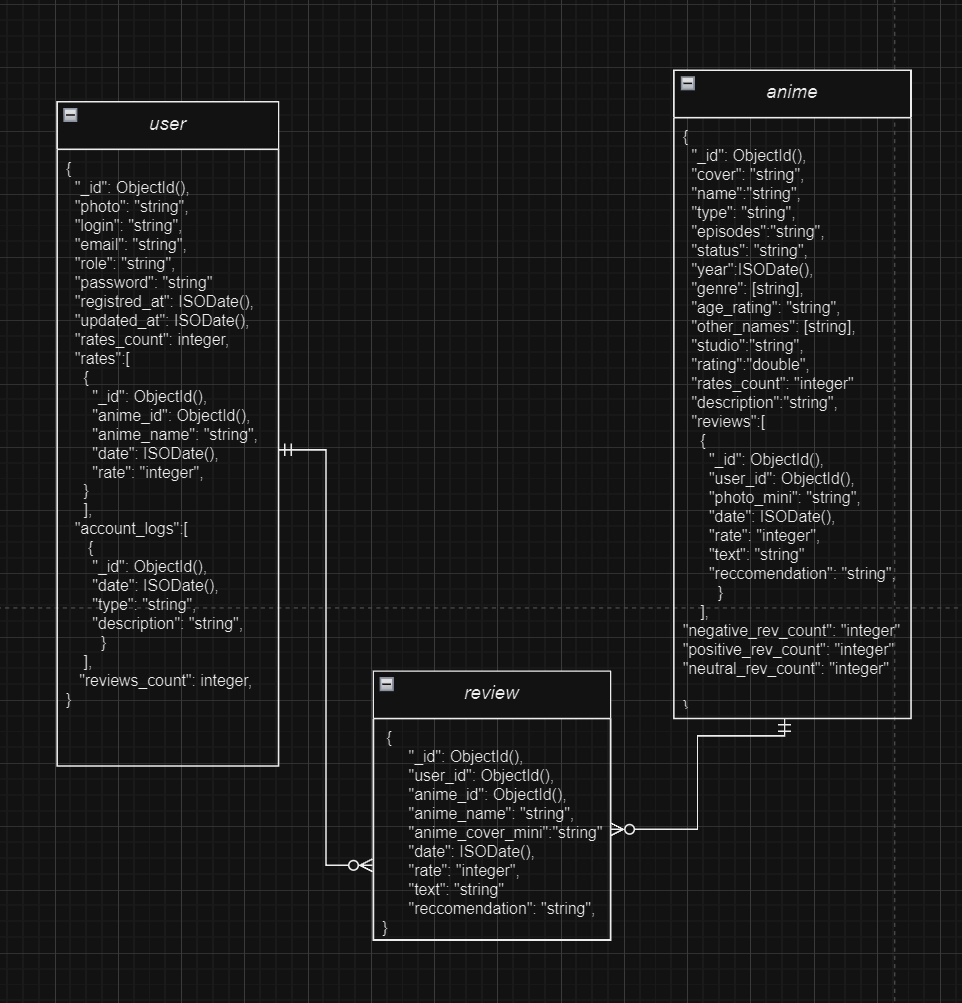 user
{
"_id": ObjectId(),
"photo": "string",
"login": "string",
"email": "string",
"role": "string",
"password": "string"
"registred_at": ISODate(),
"updated_at": ISODate(),
"rates_count": integer,
"rates":[
{
"_id": ObjectId(),
"anime_id": ObjectId(),
"anime_name": "string",
"date": ISODate(),
"rate": "integer",
}
],
"account_logs":[
{
"_id": ObjectId(),
"date": ISODate(),
"type": "string",
"description": "string",
}
],
"reviews_count": integer,
}
anime
{
"_id": ObjectId(),
"cover": "string",
"name":"string",
"type": "string",
"episodes":"string",
"status": "string",
"year":ISODate(),
"genre": [string],
"age_rating": "string",
"other_names": [string],
"studio":"string",
"rating":"double",
"rates_count": "integer"
"description":"string",
"reviews":[
{
"_id": ObjectId(),
"user_id": ObjectId(),
"photo_mini": "string",
"date": ISODate(),
"rate": "integer",
"text": "string"
"reccomendation": "string",
}
],
"negative_rev_count": "integer"
"positive_rev_count": "integer"
"neutral_rev_count": "integer"
}
review
{
"_id": ObjectId(),
"user_id": ObjectId(),
"anime_id": ObjectId(),
"anime_name": "string",
"anime_cover_mini":"string"
"date": ISODate(),
"rate": "integer",
"text": "string"
"reccomendation": "string",
}